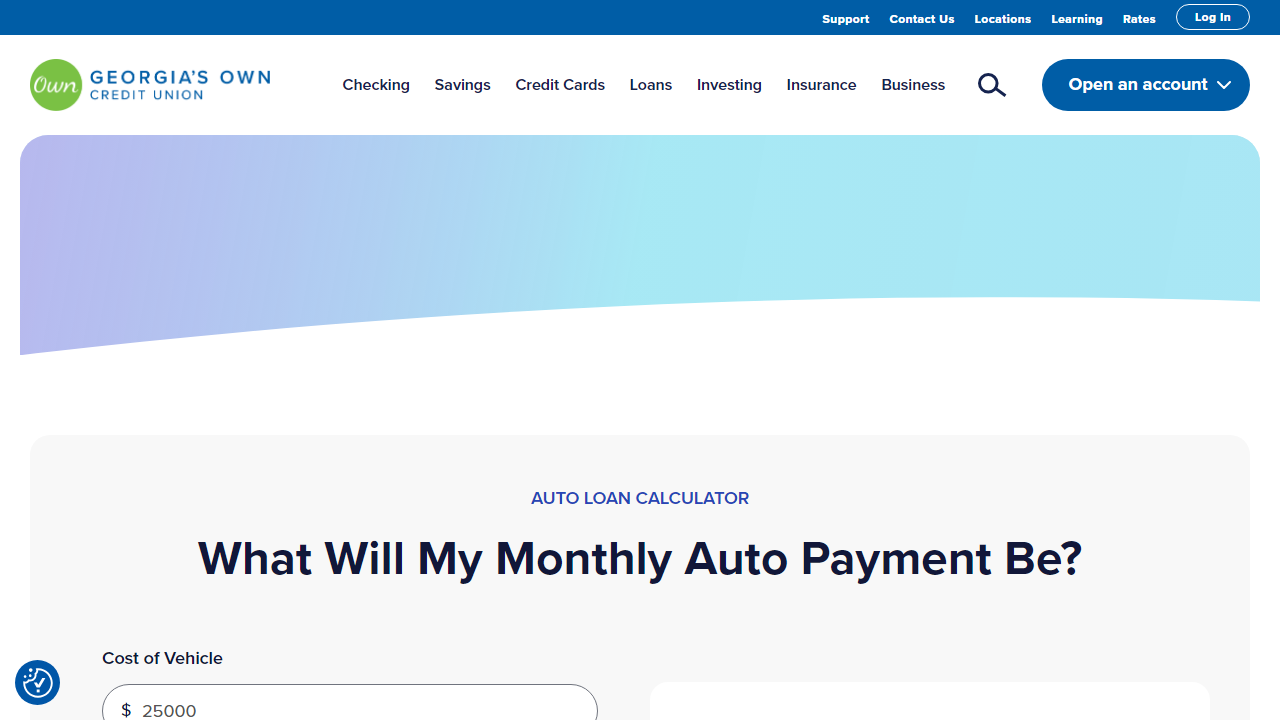 Support Contact Us Locations Learning Rates Log In
Own GEORGIA'S OWN
CREDIT UNION
Checking Savings Credit Cards Loans Investing Insurance Business Open an account
AUTO LOAN CALCULATOR
What Will My Monthly Auto Payment Be?
Cost of Vehicle
$ 25000